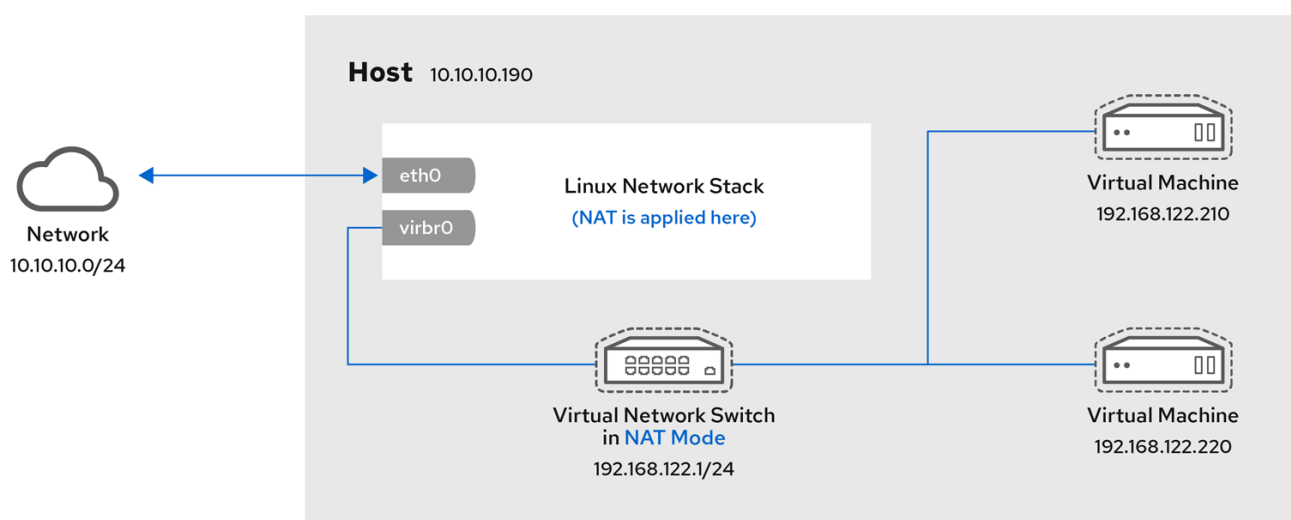 Host 10.10.10.190
eth0
Linux Network Stack
(NAT is applied here)
virbr0
Network
10.10.10.0/24
Virtual Machine
192.168.122.210
Virtual Network Switch
in NAT Mode
192.168.122.1/24
Virtual Machine
192.168.122.220